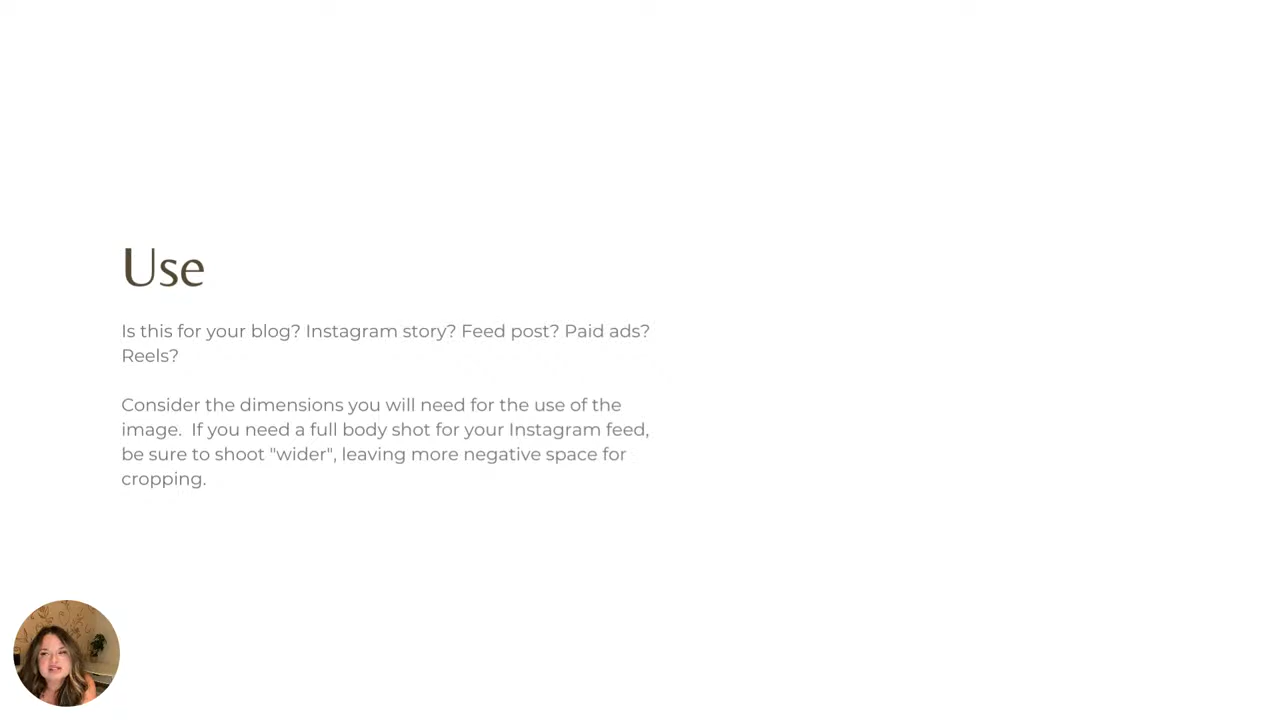 Use
Is this for your blog? Instagram story? Feed post? Paid ads?
Reels?
Consider the dimensions you will need for the use of the
image.  If you need a full body shot for your Instagram feed,
be sure to shoot "wider", leaving more negative space for
cropping.